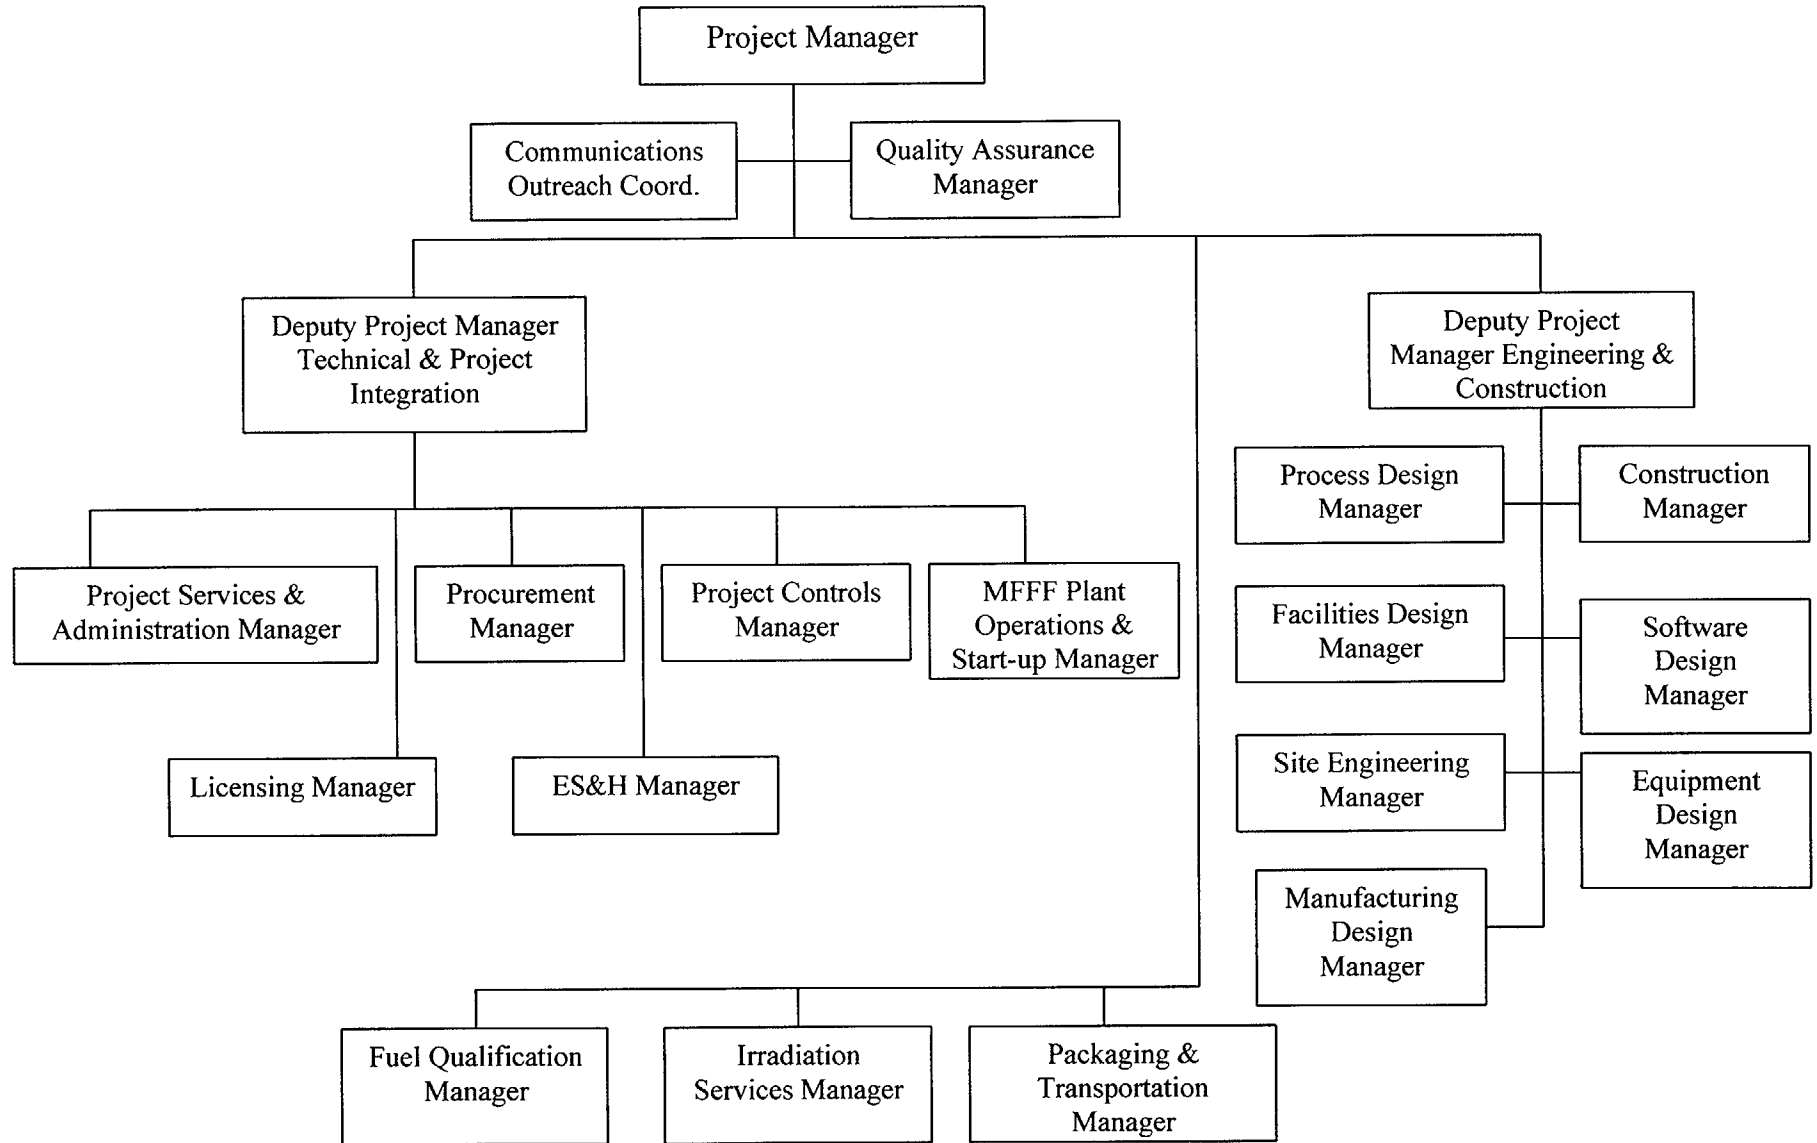 Project Manager
Communications
Outreach Coord.
Quality Assurance
Manager
Deputy Project Manager
Technical & Project
Integration
Deputy Project
Manager Engineering &
Construction
Process Design
Manager
Construction
Manager
Project Services &
Administration Manager
Procurement
Manager
Project Controls
Manager
MFFF Plant
Operations &
Start-up Manager
Facilities Design
Manager
Software
Design
Manager
Licensing Manager
ES&H Manager
Site Engineering
Manager
Equipment
Design
Manager
Manufacturing
Design
Manager
Fuel Qualification
Manager
Irradiation
Services Manager
Packaging &
Transportation
Manager